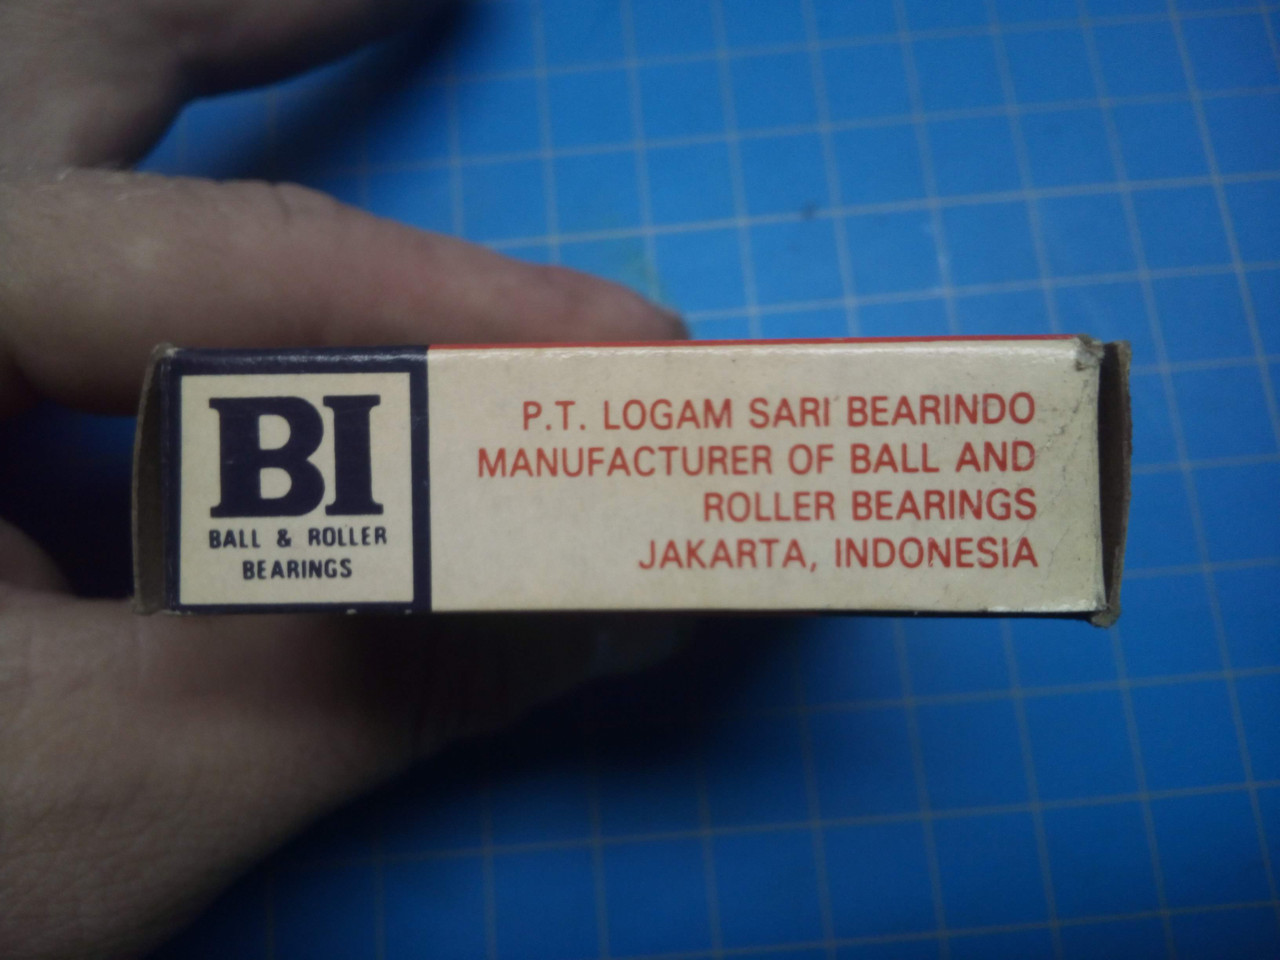 BI
BALL & ROLLER
BEARINGS
P.T. LOGAM SARI BEARINDO
MANUFACTURER OF BALL AND
ROLLER BEARINGS
JAKARTA, INDONESIA